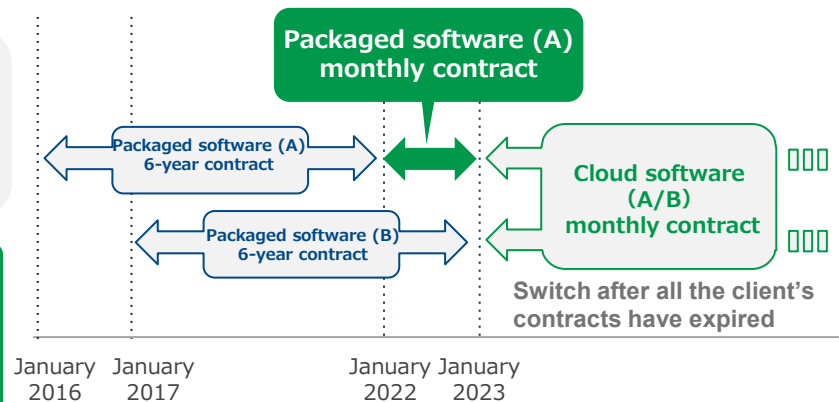 Packaged software (A)
monthly contract
Packaged software (A)
6-year contract
Packaged software (B)
6-year contract
Cloud software
（A/B）
monthly contract
Switch after all the client’s
contracts have expired
January
2016
January
2017
January
2022
January
2023